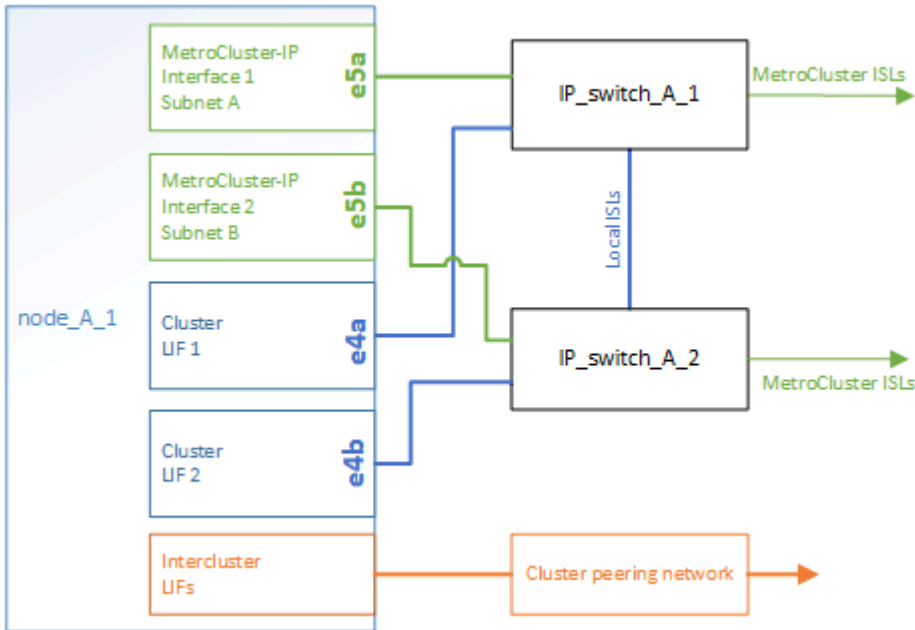 node_A_1
MetroCluster-IP
Interface 1
Subnet A
e5a
MetroCluster-IP
Interface 2
Subnet B
e5b
Cluster
LIF 1
e4a
Cluster
LIF 2
e4b
Intercluster
LIFs
IP_switch_A_1
MetroCluster ISLs
Local ISLs
IP_switch_A_2
MetroCluster ISLs
Cluster peering network